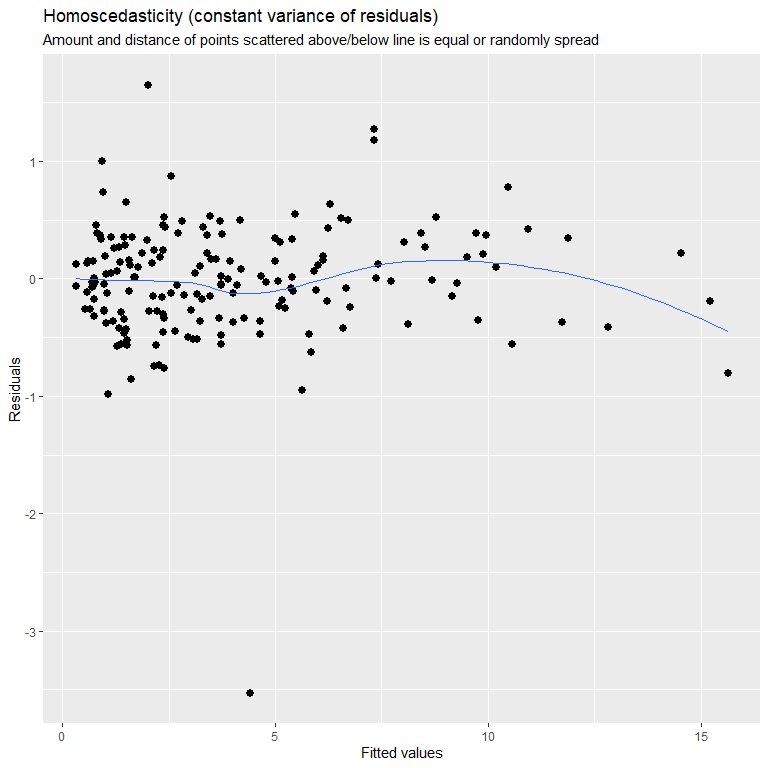 Homoscedasticity (constant variance of residuals)
Amount and distance of points scattered above/below line is equal or randomly spread
1
0
-1
-2
-3
Residuals
0
5
10
15
Fitted values